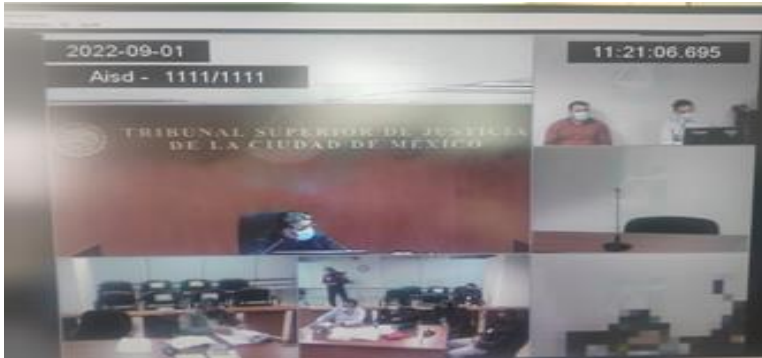 2022-09-01
11:21:06.695
Aisd - 1111/1111
TRIBUNAL SUPERIOR DE JUSTICIA
DE LA CIUDAD DE MÉXICO